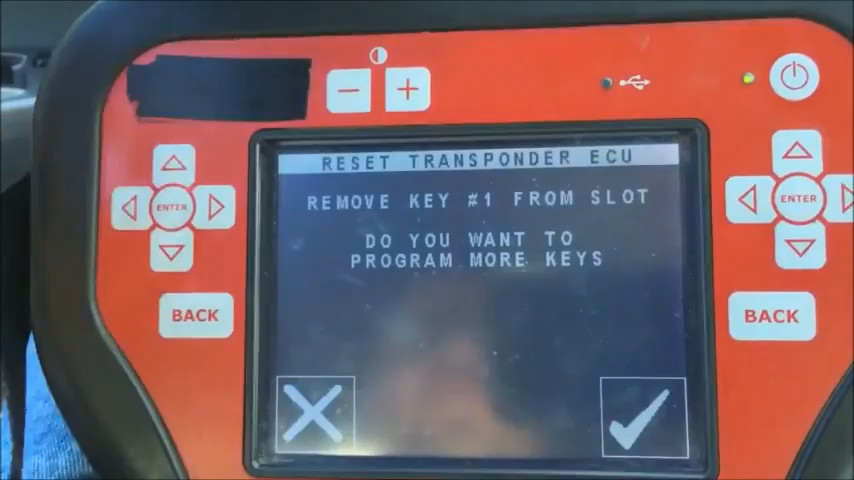 RESET TRANSPONDER ECU
REMOVE KEY #1 FROM SLOT
DO YOU WANT TO
PROGRAM MORE KEYS
ENTER
ENTER
BACK
BACK